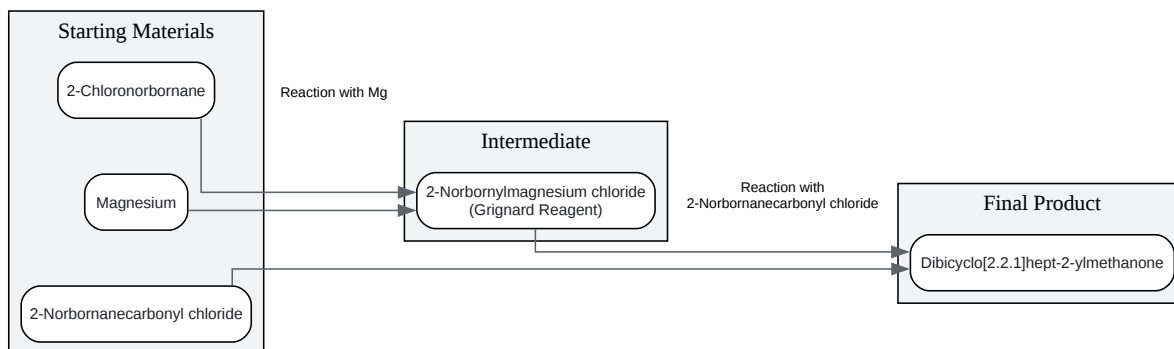 Starting Materials
2-Chloronorbornane
Reaction with Mg
Magnesium
2-Norbornanecarbonyl chloride
Intermediate
2-Norbornylmagnesium chloride
(Grignard Reagent)
Reaction with
2-Norbornanecarbonyl chloride
Final Product
Dibicyclo[2.2.1]hept-2-ylmethanone